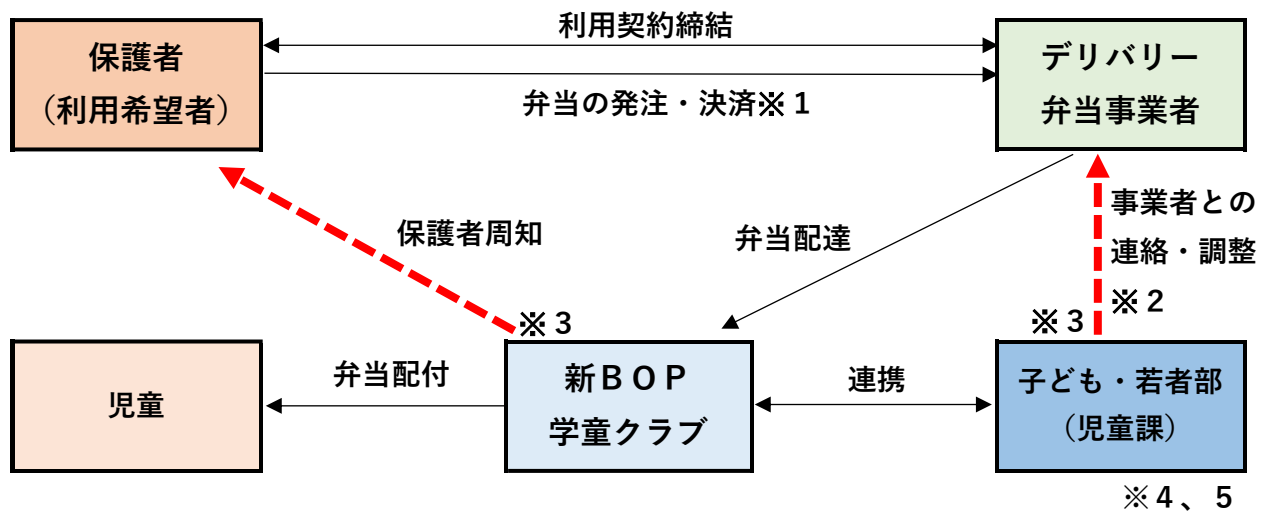 利用契約締結
保護者
(利用希望者)
デリバリー
弁当事業者
弁当の発注・決済※1
保護者周知
弁当配達
事業者との
連絡・調整
※2
※3
※3
児童
弁当配付
新BOP
学童クラブ
連携
子ども・若者部
(児童課)
※4、5